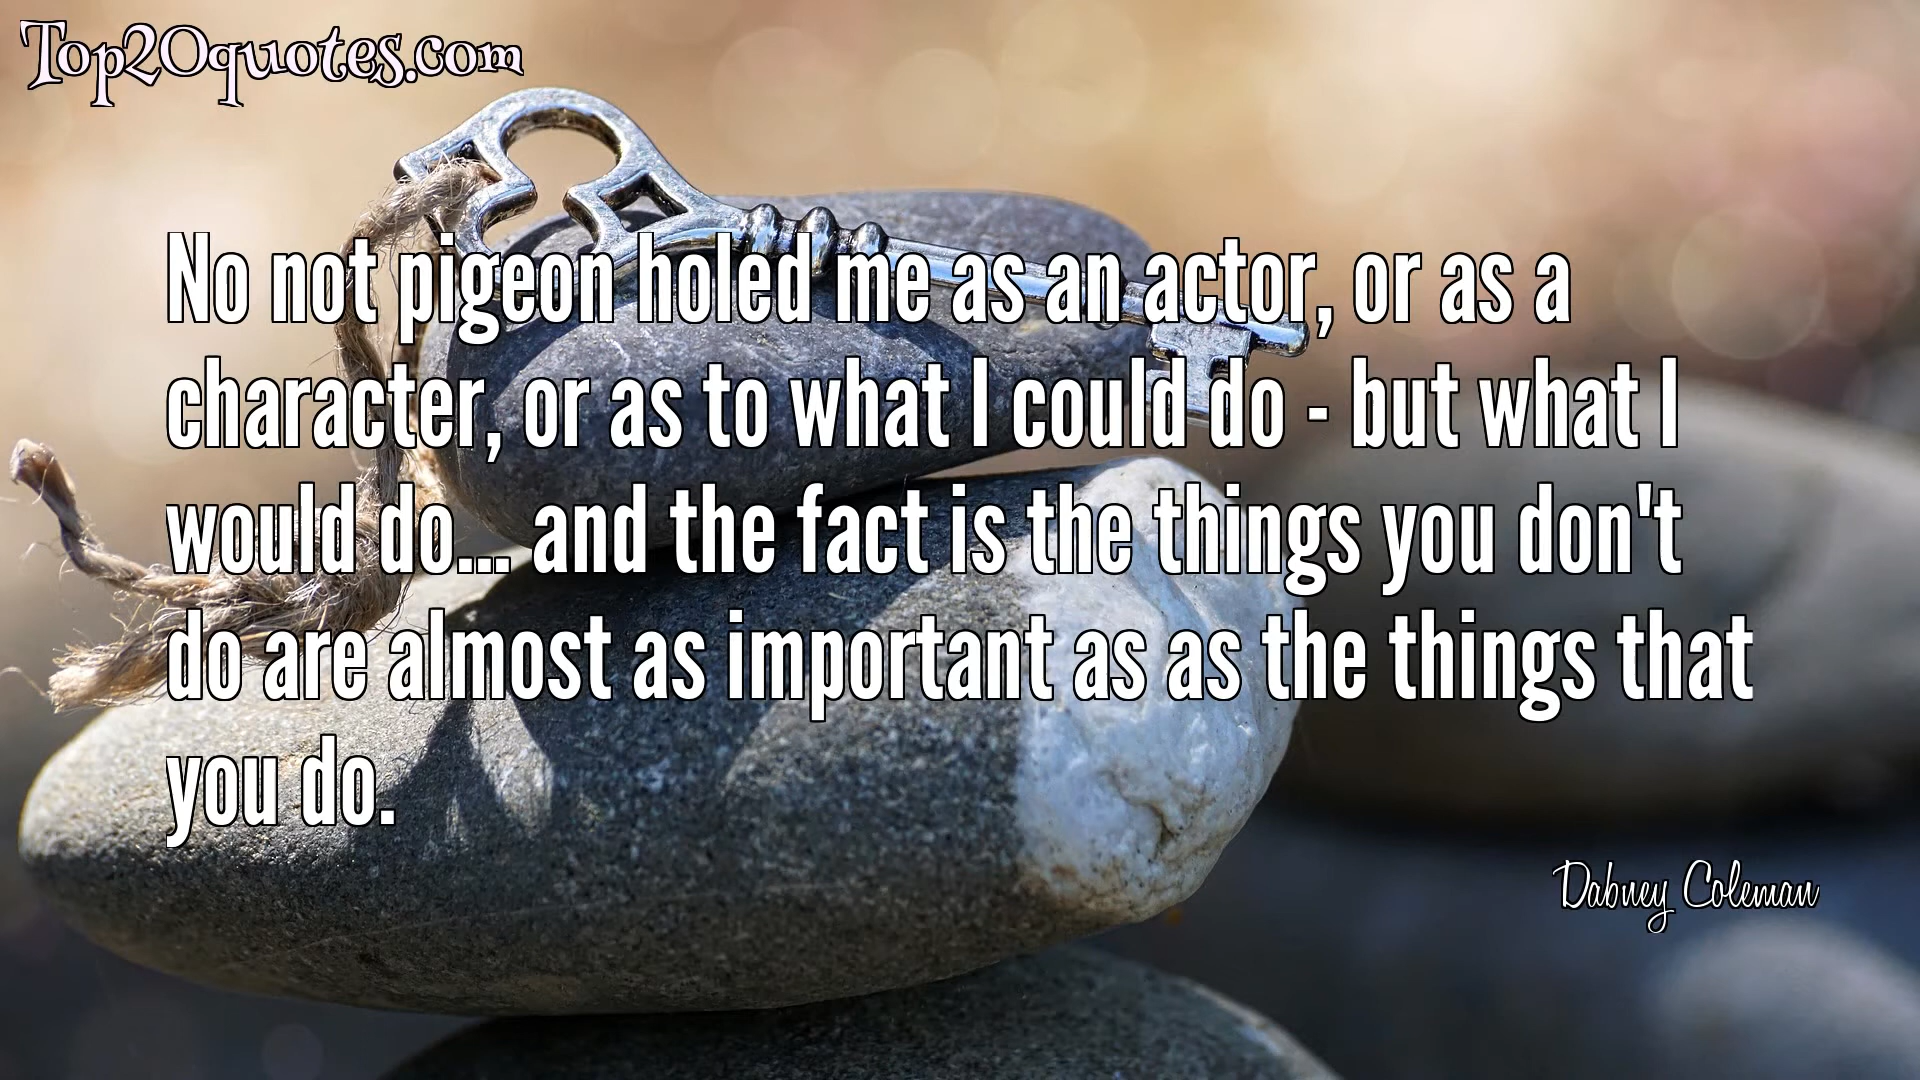 Top20quotes.com
No not pigeon holed me as an actor, or as a
character, or as to what I could do - but what I
would do... and the fact is the things you don't
do are almost as important as as the things that
you do.
Dabney Coleman